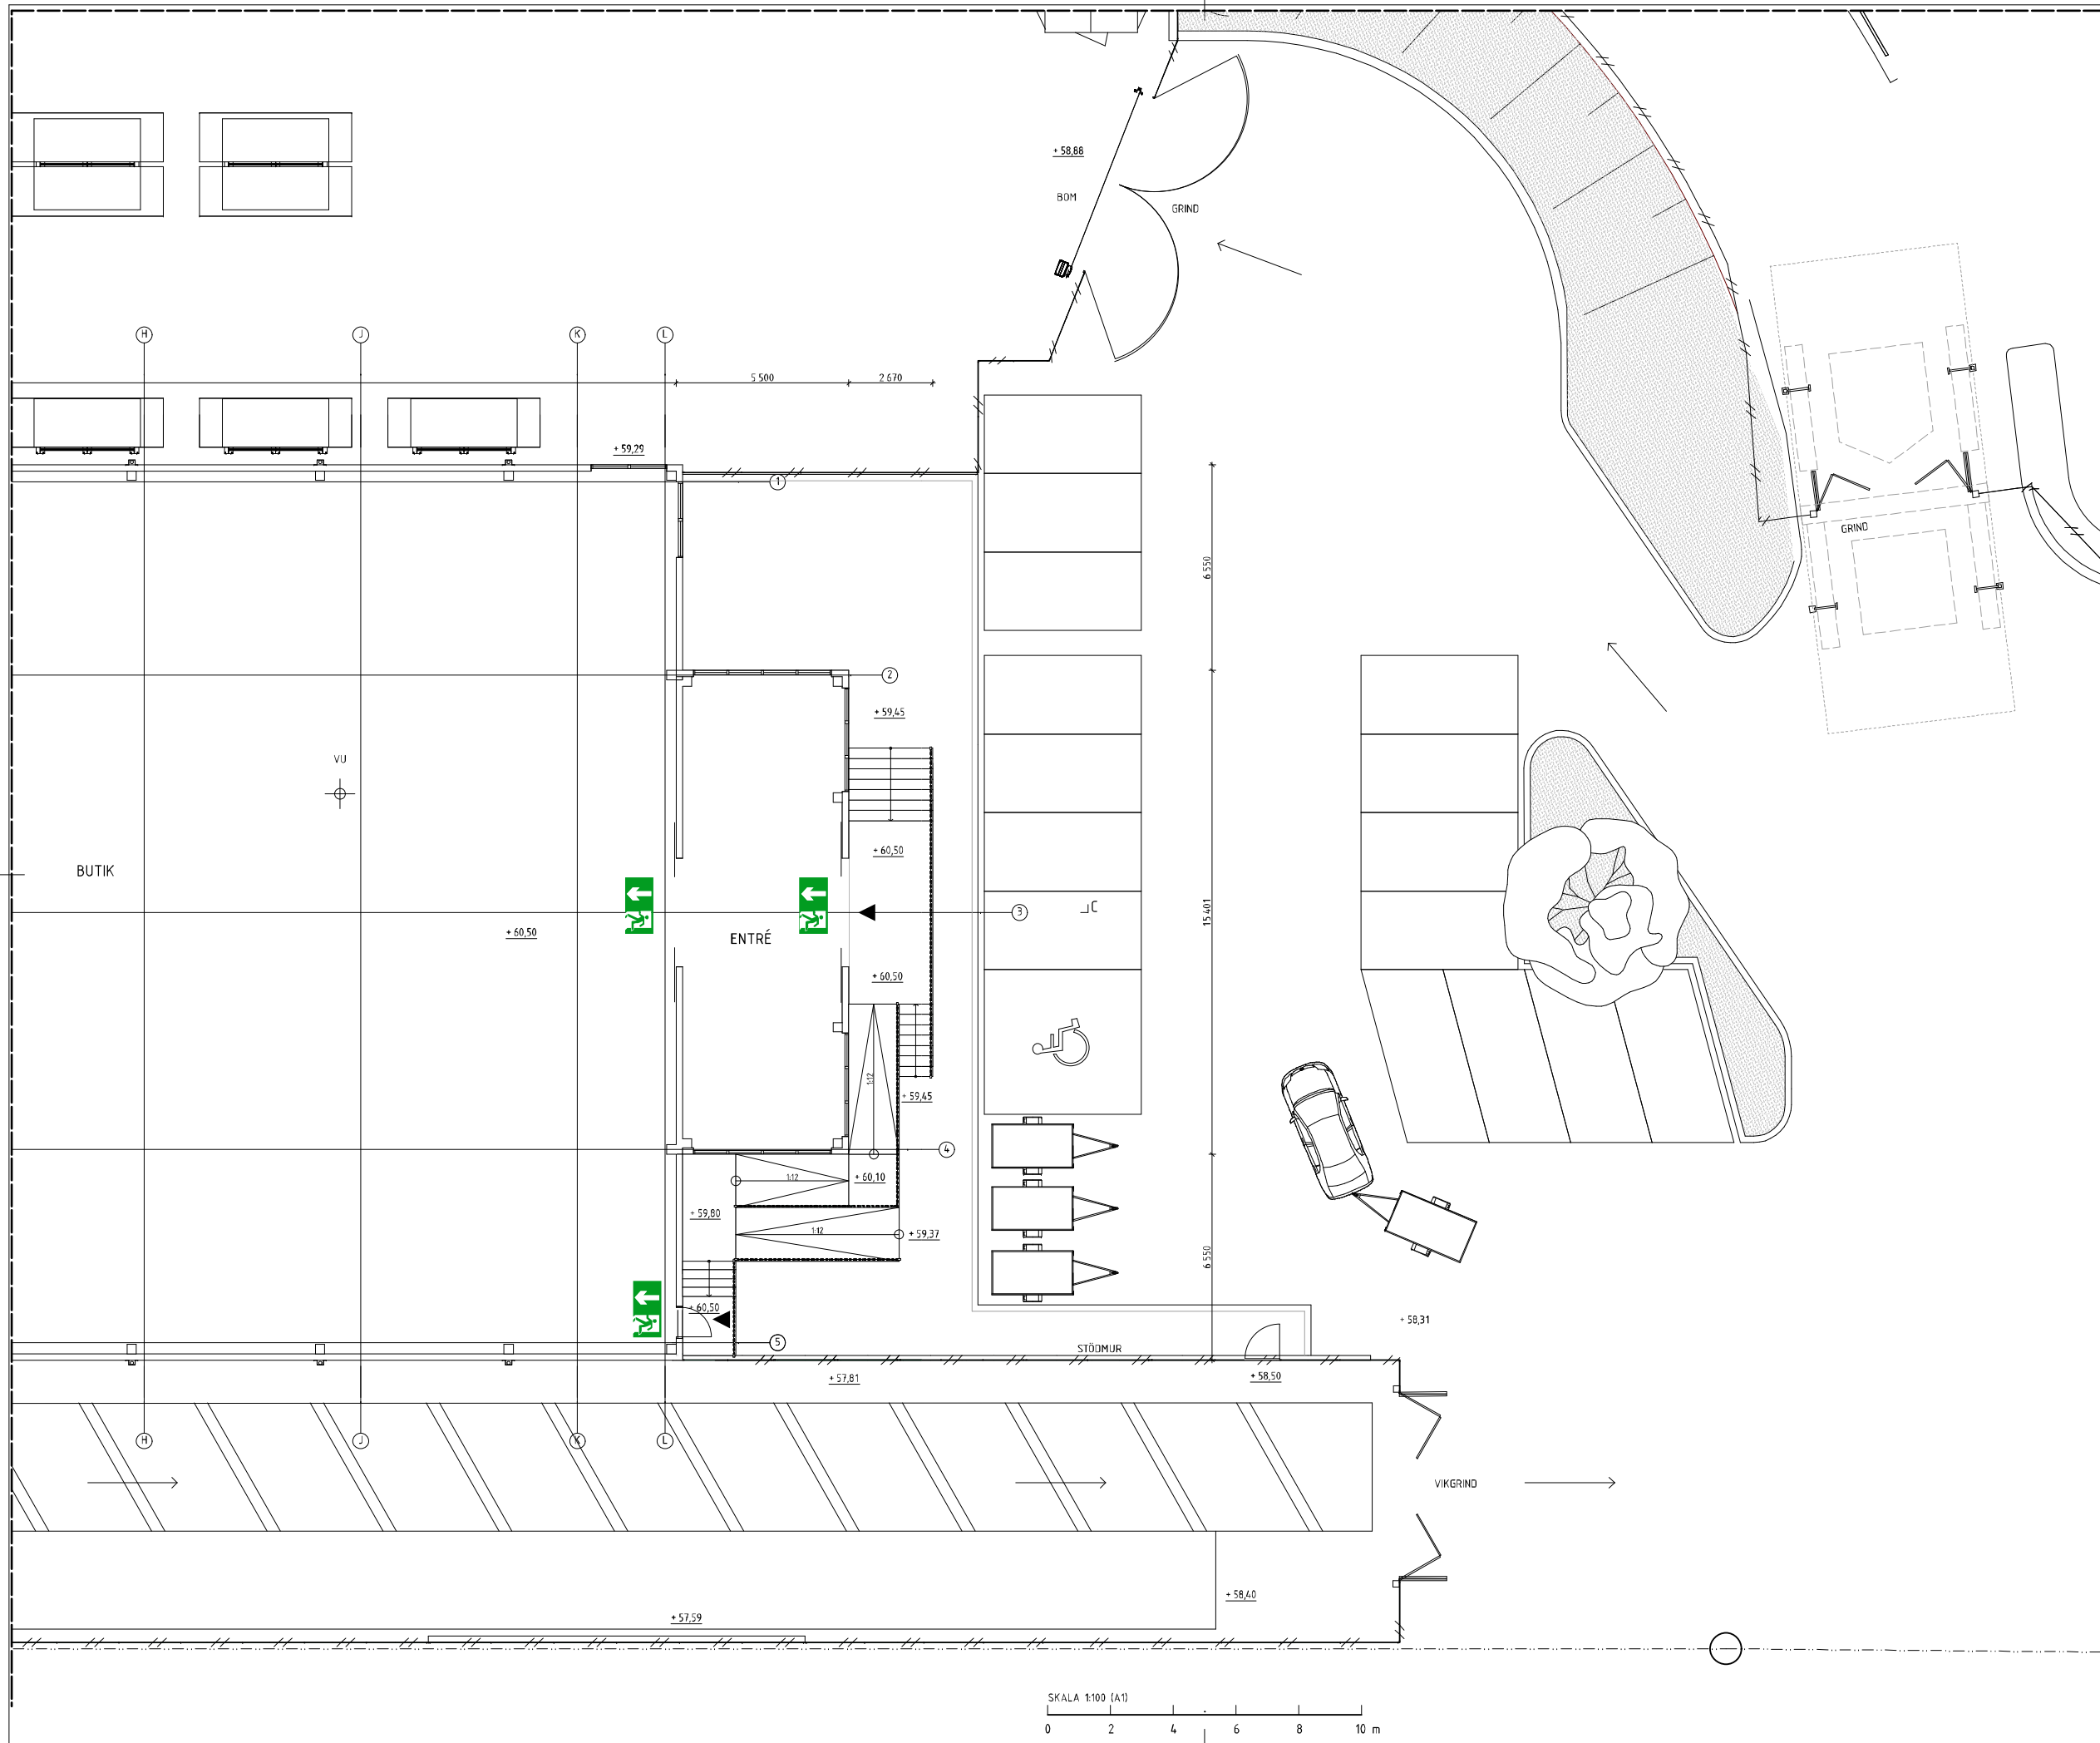 + 58,88
BOM
GRIND
H
J
K
L
5 500
2 670
+ 59,29
1
6 550
GRIND
2
+ 59,45
VU
+ 60,50
BUTIK
3
C
15 401
ENTRÉ
+ 60,50
+ 60,50
1:12
+ 59,45
4
1:12
+ 60,10
+ 59,80
1:12
+ 59,37
6 550
+ 60,50
+ 58,31
5
STÖDMUR
+ 57,81
+ 58,50
H
J
K
L
VIKGRIND
+ 58,40
+ 57,59
SKALA 1:100 (A1)
0 2 4 6 8 10 m